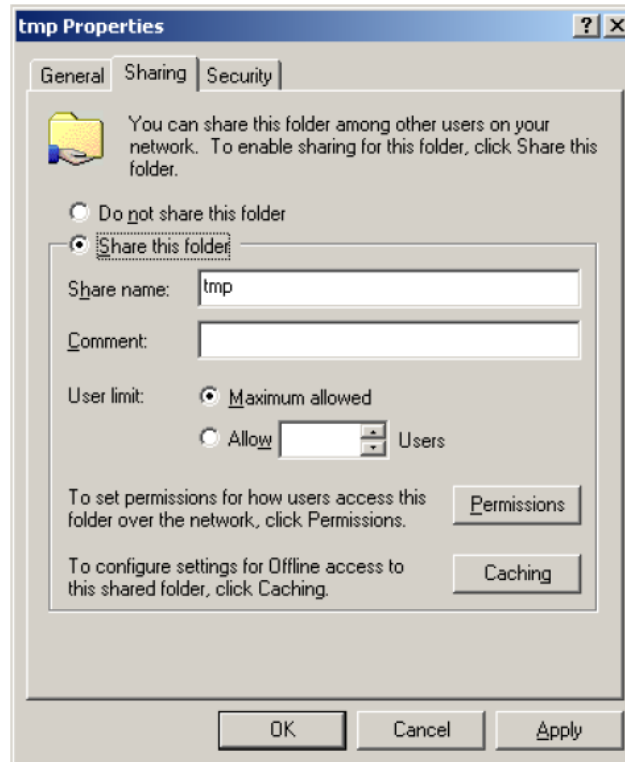 tmp Properties
General Sharing Security
You can share this folder among other users on your
network. To enable sharing for this folder, click Share this
folder.
Do not share this folder
Share this folder
Share name: tmp
Comment:
User limit: Maximum allowed
Allow Users
To set permissions for how users access this
folder over the network, click Permissions.
Permissions
To configure settings for Offline access to
this shared folder, click Caching.
Caching
OK Cancel Apply